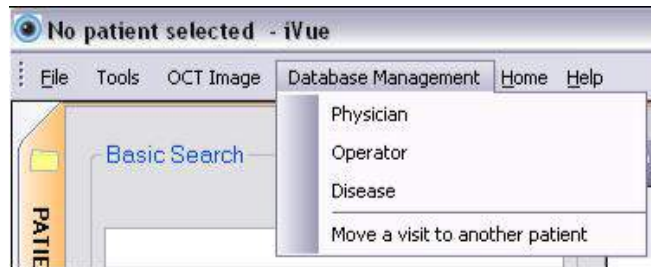 No patient selected - iVue
File Tools OCT Image Database Management Home Help
Physician
Basic Search
Operator
Disease
Move a visit to another patient
PATIE